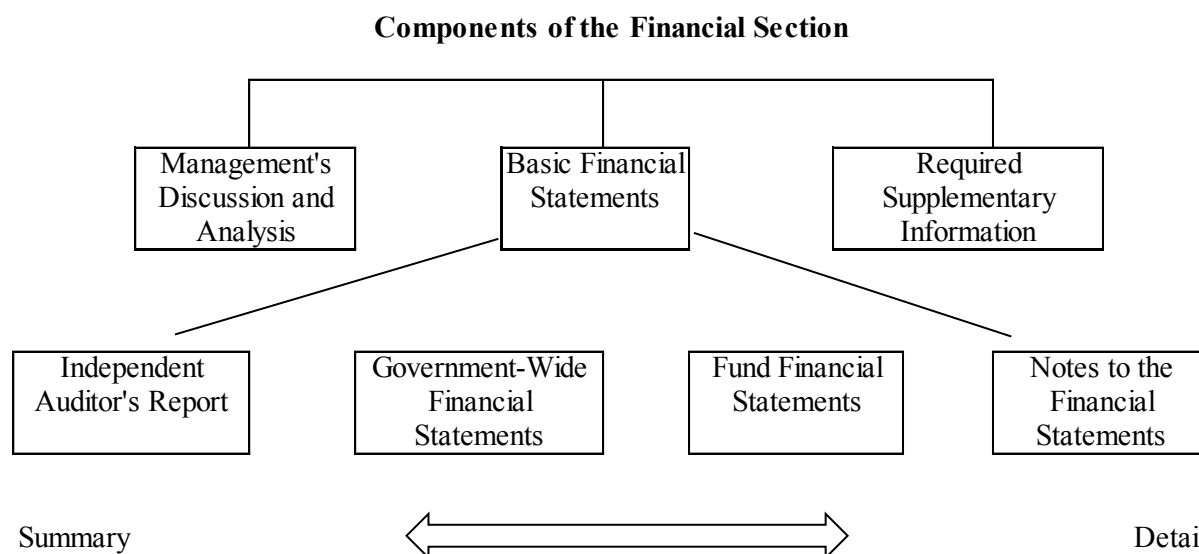 Components of the Financial Section
Management's
Discussion and
Analysis
Basic Financial
Statements
Required
Supplementary
Information
Independent
Auditor's Report
Government-Wide
Financial
Statements
Fund Financial
Statements
Notes to the
Financial
Statements
Summary
Detai